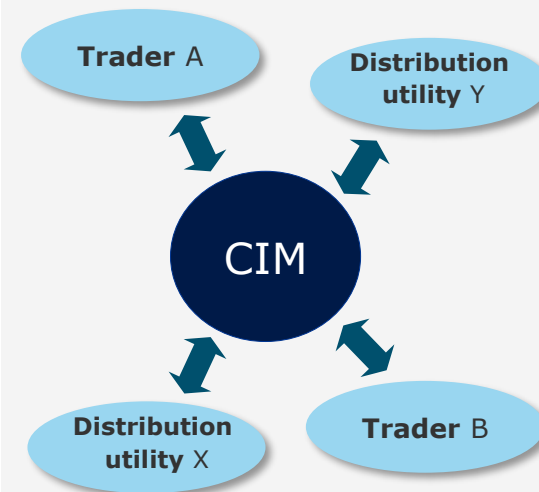 Trader A
Distribution
utility Y
CIM
Distribution
utility X
Trader B